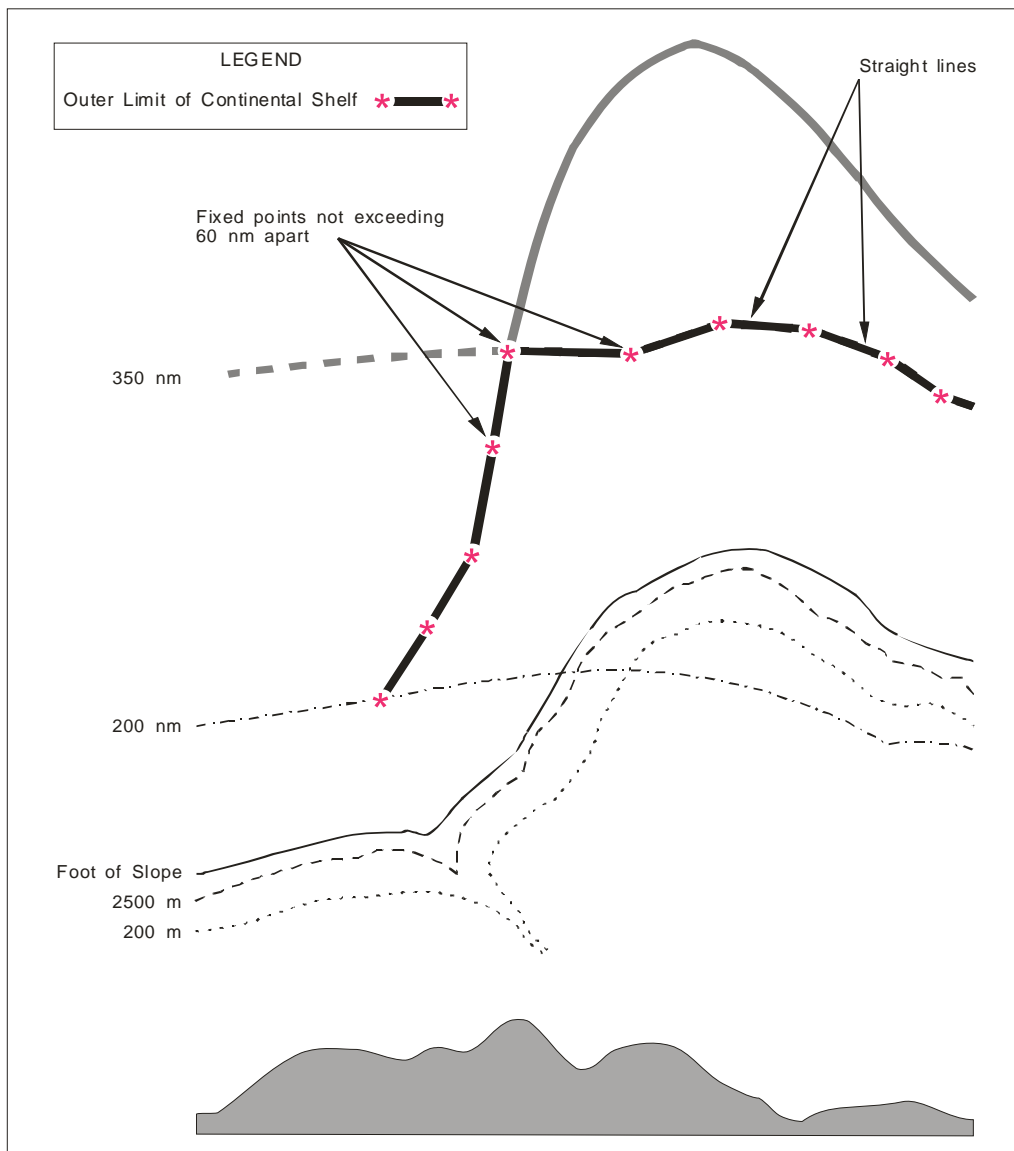 LEGEND
Outer Limit of Continental Shelf
Straight lines
Fixed points not exceeding
60 nm apart
350 nm
200 nm
Foot of Slope
2500 m
200 m